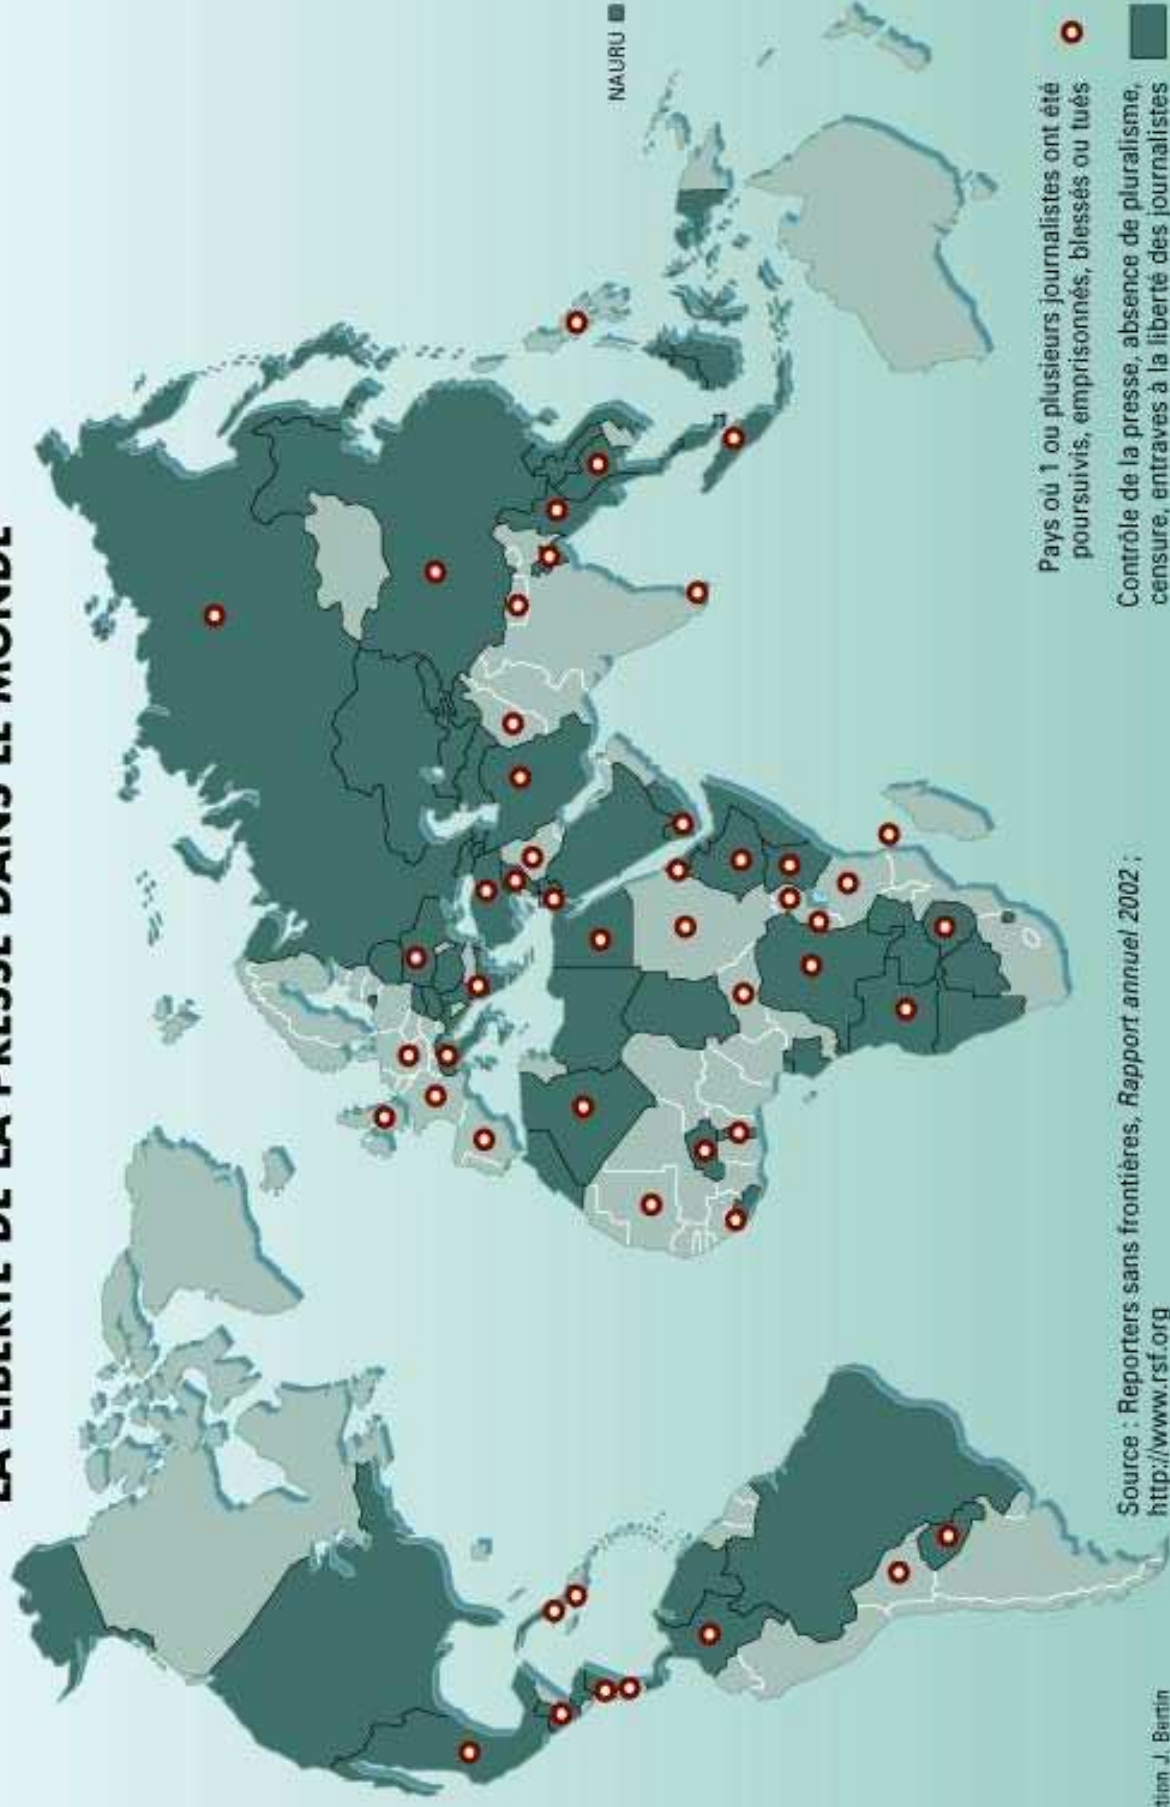 LA LIBERTÉ DE LA PRESSE DANS LE MONDE
NAURU
Pays où 1 ou plusieurs journalistes ont été
poursuivis, emprisonnés, blessés ou tués
Contrôle de la presse, absence de pluralisme,
censure, entraves à la liberté des journalistes
Source : Reporters sans frontières, Rapport annuel 2002 ;
http://www.rsf.org
J. Bertin